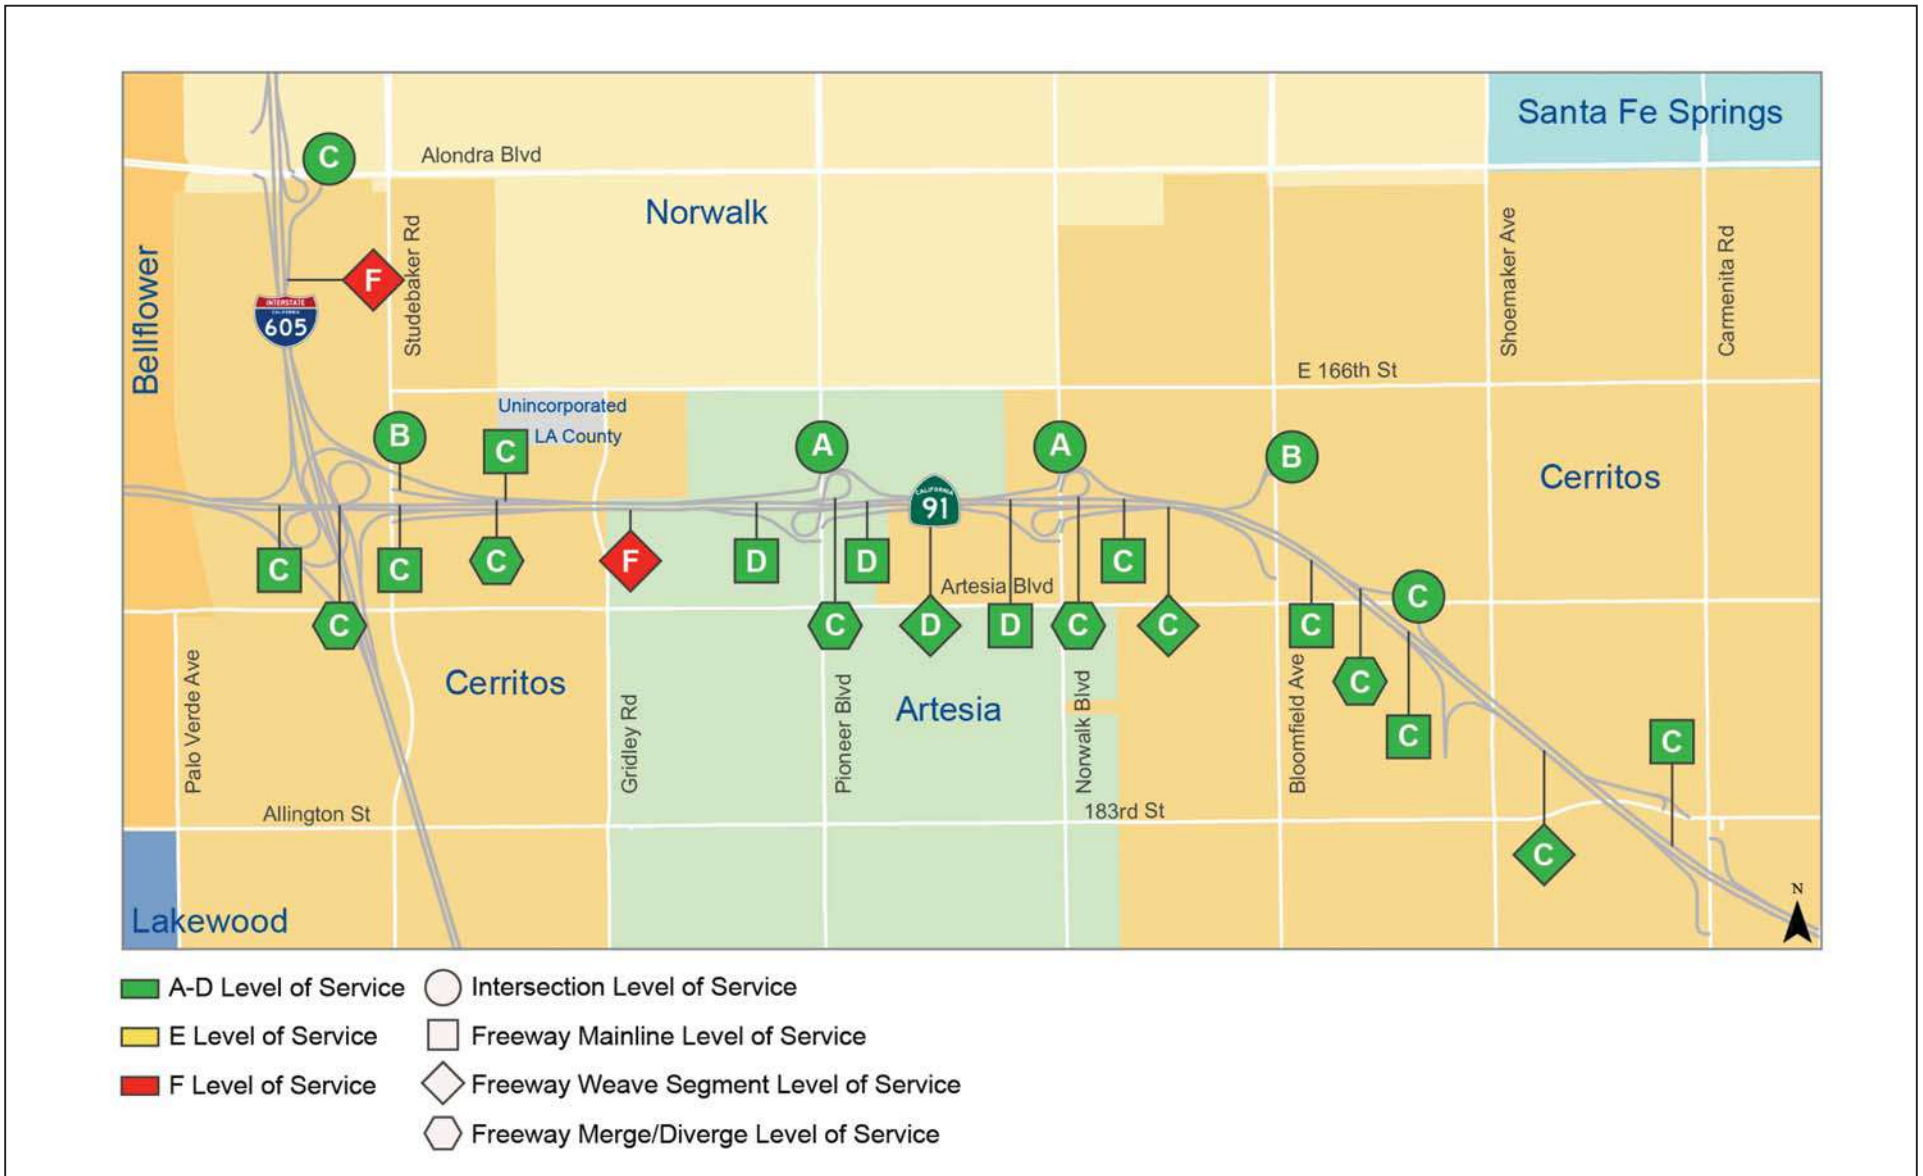 Santa Fe Springs
C
Alondra Blvd
Norwalk
Bellflower
F
Studebaker Rd
Shoemaker Ave
Carmenita Rd
INTERSTATE
CALIFORNIA
605
E 166th St
Unincorporated
LA County
B
C
A
A
B
Cerritos
CALIFORNIA
91
C
C
C
F
D
D
C
Artesia Blvd
C
C
C
D
D
C
C
C
C
Palo Verde Ave
Cerritos
Gridley Rd
Pioneer Blvd
Artesia
Norwalk Blvd
Bloomfield Ave
C
C
C
Allington St
183rd St
C
N
Lakewood
A-D Level of Service
E Level of Service
F Level of Service
Intersection Level of Service
Freeway Mainline Level of Service
Freeway Weave Segment Level of Service
Freeway Merge/Diverge Level of Service